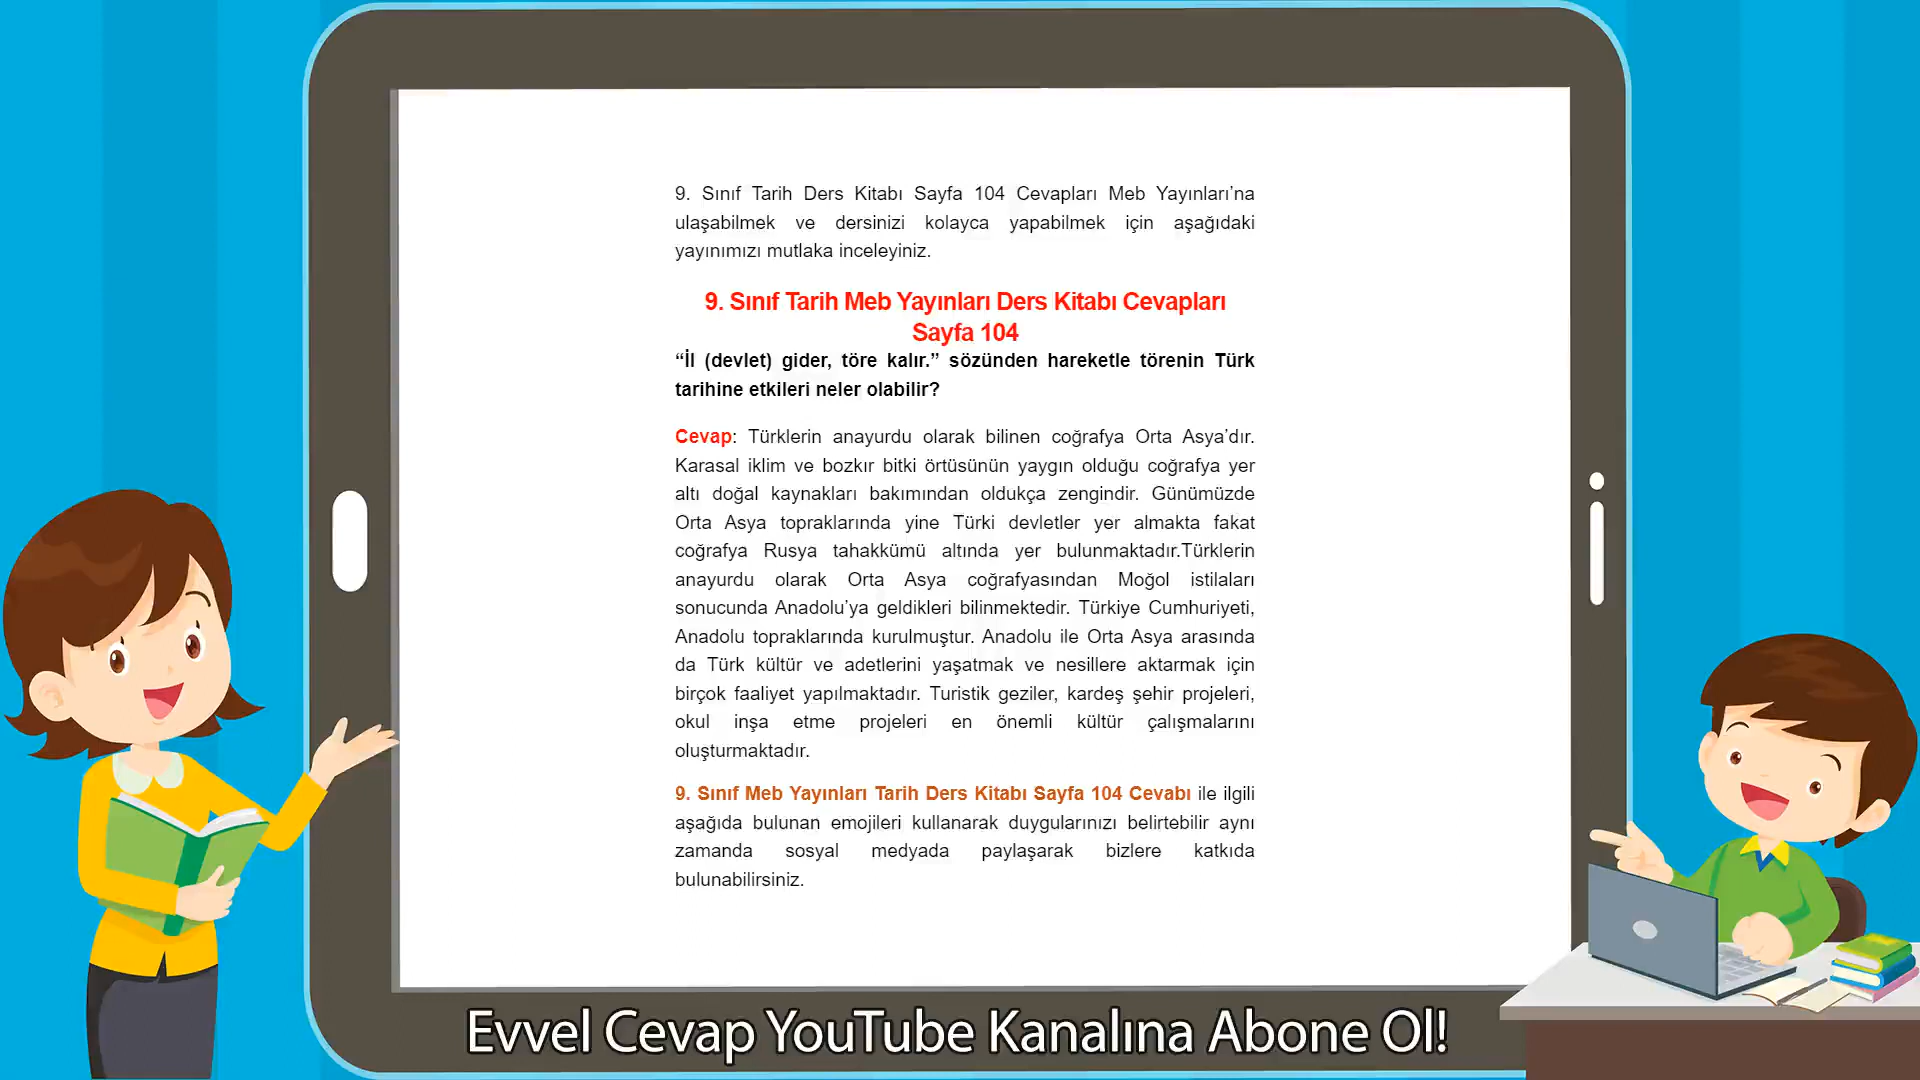 9. Sınıf Tarih Ders Kitabı Sayfa 104 Cevapları Meb Yayınları’na
ulaşabilmek ve dersinizi kolayca yapabilmek için aşağıdaki
yayınımızı mutlaka inceleyiniz.
9. Sınıf Tarih Meb Yayınları Ders Kitabı Cevapları
Sayfa 104
“İl (devlet) gider, töre kalır.” sözünden hareketle törenin Türk
tarihine etkileri neler olabilir?
Cevap: Türklerin anayurdu olarak bilinen coğrafya Orta Asya’dır.
Karasal iklim ve bozkır bitki örtüsünün yaygın olduğu coğrafya yer
altı doğal kaynakları bakımından oldukça zengindir. Günümüzde
Orta Asya topraklarında yine Türki devletler yer almakta fakat
coğrafya Rusya tahakkümü altında yer bulunmaktadır.Türklerin
anayurdu olarak Orta Asya coğrafyasından Moğol istilaları
sonucunda Anadolu’ya geldikleri bilinmektedir. Türkiye Cumhuriyeti,
Anadolu topraklarında kurulmuştur. Anadolu ile Orta Asya arasında
da Türk kültür ve adetlerini yaşatmak ve nesillere aktarmak için
birçok faaliyet yapılmaktadır. Turistik geziler, kardeş şehir projeleri,
okul inşa etme projeleri en önemli kültür çalışmalarını
oluşturmaktadır.
9. Sınıf Meb Yayınları Tarih Ders Kitabı Sayfa 104 Cevabı ile ilgili
aşağıda bulunan emojileri kullanarak duygularınızı belirtebilir aynı
zamanda sosyal medyada paylaşarak bizlere katkıda
bulunabilirsiniz.
Evvel Cevap YouTube Kanalına Abone Ol!